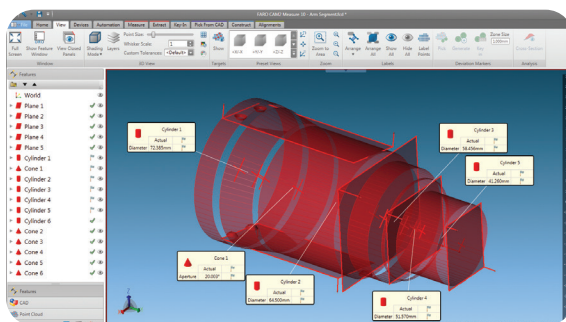 FARO CAM2 Measure 10 - Arm Segment.fcd *
File Home View Devices Automation Measure Extract Key-In Pick From CAD Construct Alignments
Full Screen
Show Feature Window
View Closed Panels
Window
Shading Mode
Layers
Point Size:
Whisker Scale: 1
Custom Tolerances: <Default>
3D View
Show
Targets
+X-Y +X+Y +Z
Preset Views
Zoom to Area
Zoom
Arrange
Arrange All
Show All
Hide All
Label Points
Labels
Pick
Generate
Key
Zone Size
Deviation Markers
Analysis
Features
World
Plane 1
Plane 2
Plane 3
Plane 4
Plane 5
Cylinder 1
Cone 1
Cylinder 2
Cylinder 3
Cylinder 4
Cylinder 5
Cylinder 6
Cone 2
Cone 3
Cone 4
Cone 5
Cone 6
Features
CAD
Point Cloud
Cylinder 1
Actual
Diameter 72.385mm
Cylinder 3
Actual
Diameter 56.456mm
Cylinder 5
Actual
Diameter 41.260mm
Cone 1
Actual
Aperture 20.003°
Cylinder 2
Actual
Diameter 64.500mm
Cylinder 4
Actual
Diameter 51.570mm